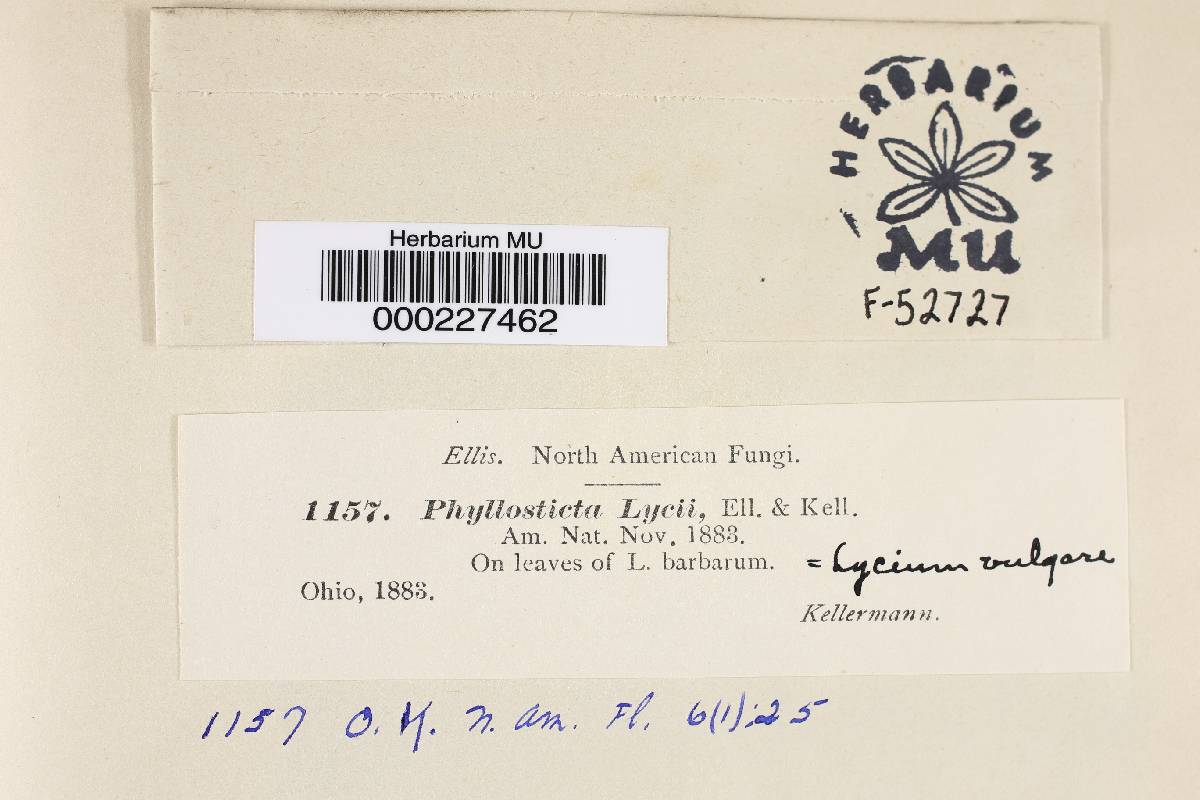 HERBARIUM
MU
F-52727
Herbarium MU
000227462
Ellis. North American Fungi.
1157. Phyllosticta Lycii, Ell. & Kell.
Am. Nat. Nov. 1883.
On leaves of L. barbarum. = Lycium vulgare
Ohio, 1883.
Kellermann.
1157 O.K. N. Am. Fl. 6(1):25